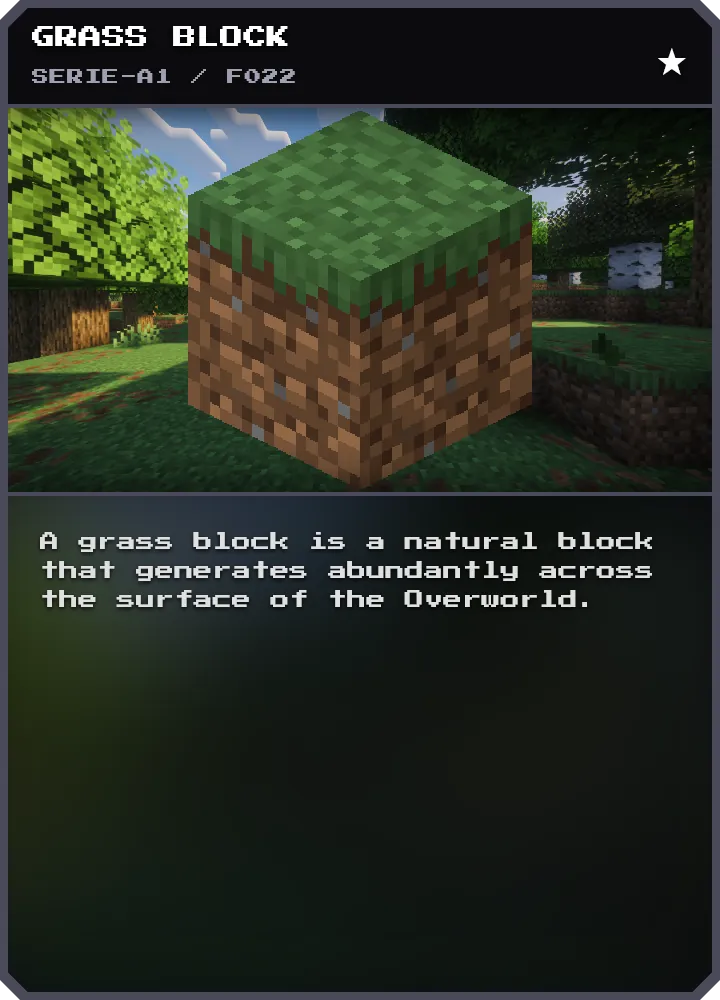 GRASS BLOCK
SERIE-A1 / F022
A grass block is a natural block
that generates abundantly across
the surface of the Overworld.